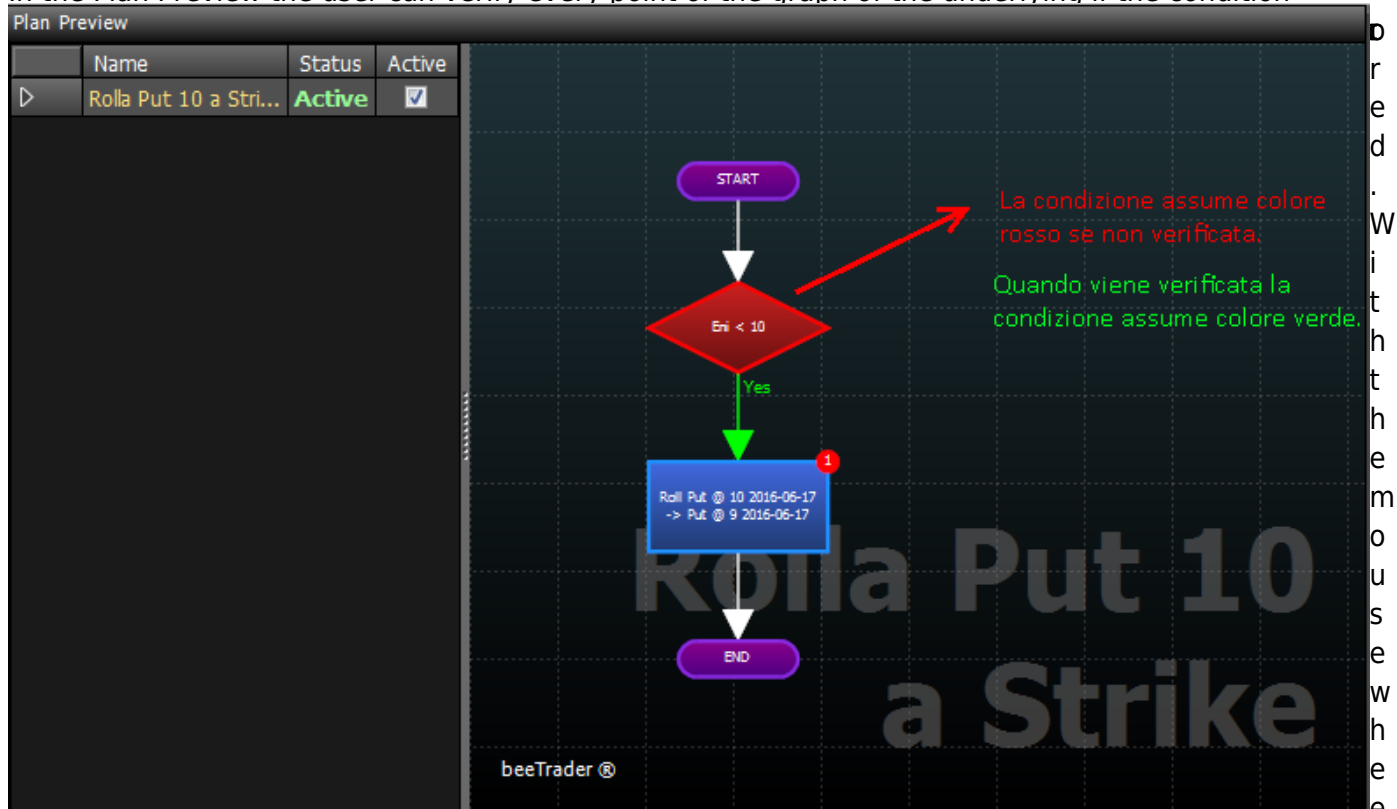 Plan Preview
Name Status Active
Rolla Put 10 a Stri... Active
START
La condizione assume colore
rosso se non verificata.
Quando viene verificata la
condizione assume colore verde.
Eni < 10
Yes
1
Roll Put @ 10 2016-06-17
-> Put @ 9 2016-06-17
Rolla Put 10
a Strike
END
beeTrader ®
r
e
d
.
W
i
t
h
t
h
e
m
o
u
s
e
w
h
e